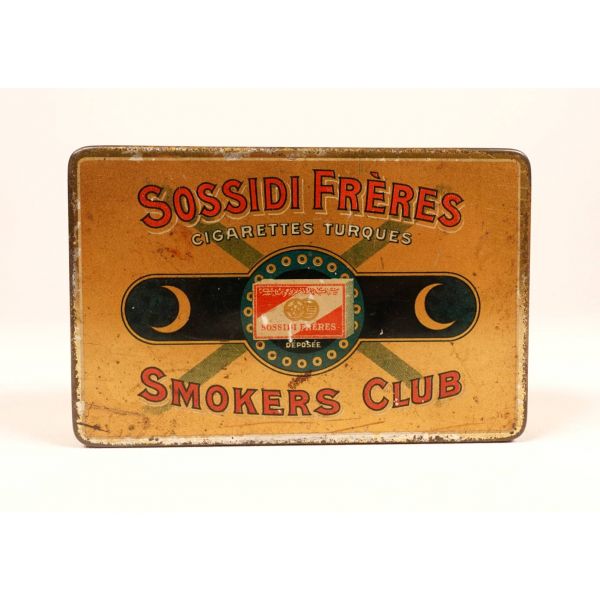 SOSSIDI FRÈRES
CIGARETTES TURQUES
SOSSIDI FRÈRES
DÉPOSÉE
SMOKERS CLUB